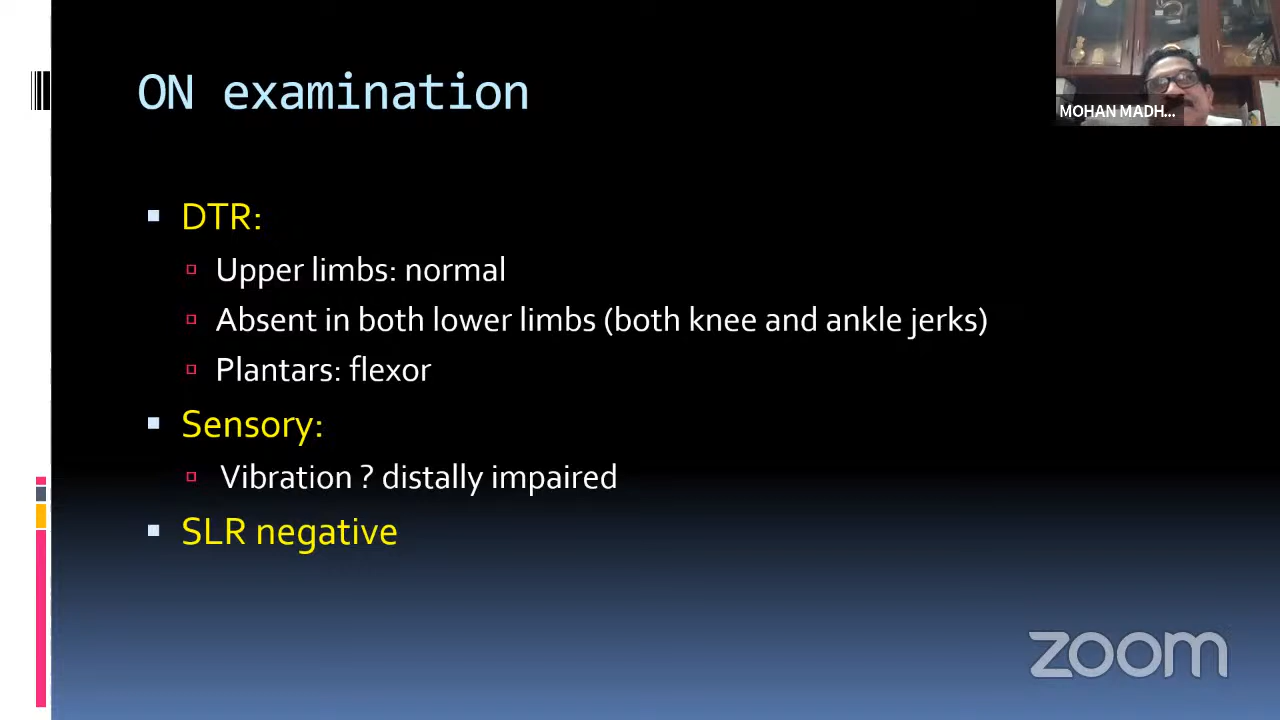 ON examination
MOHAN MADH...
DTR:
Upper limbs: normal
Absent in both lower limbs (both knee and ankle jerks)
Plantars: flexor
Sensory:
Vibration ? distally impaired
SLR negative
zoom